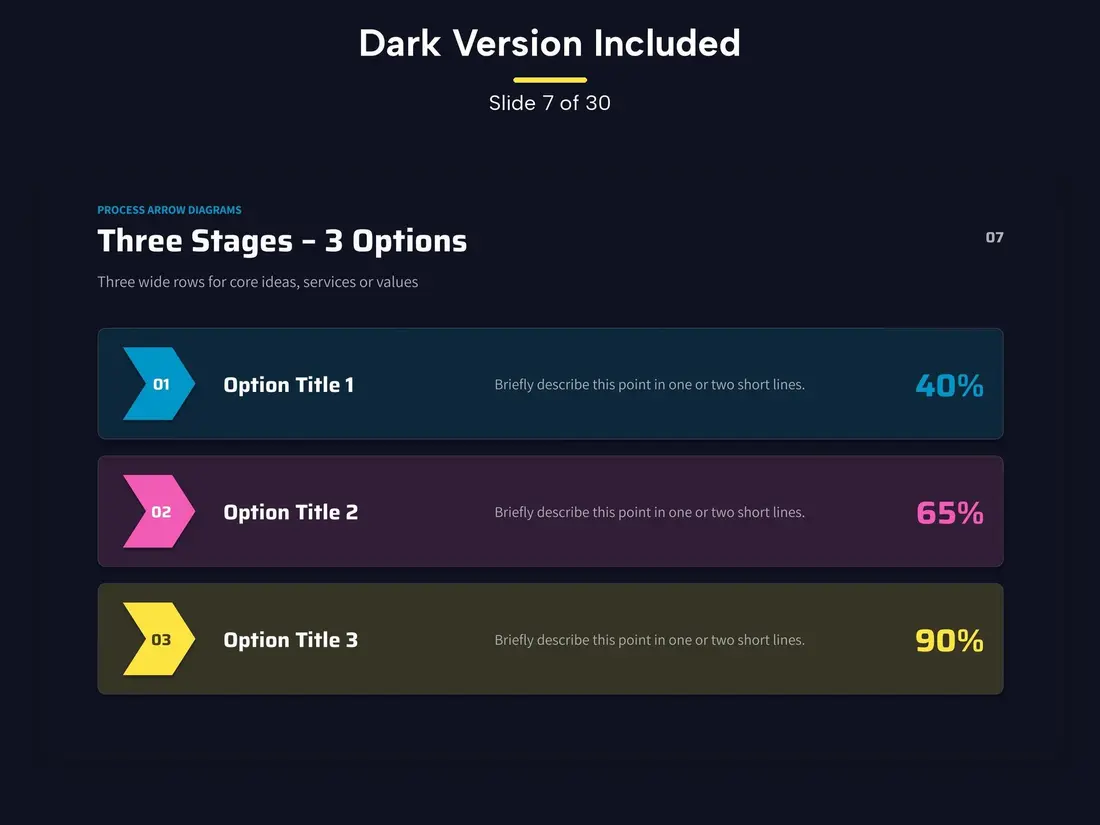 Dark Version Included
Slide 7 of 30
PROCESS ARROW DIAGRAMS
Three Stages – 3 Options
07
Three wide rows for core ideas, services or values
01
Option Title 1
Briefly describe this point in one or two short lines.
40%
02
Option Title 2
Briefly describe this point in one or two short lines.
65%
03
Option Title 3
Briefly describe this point in one or two short lines.
90%